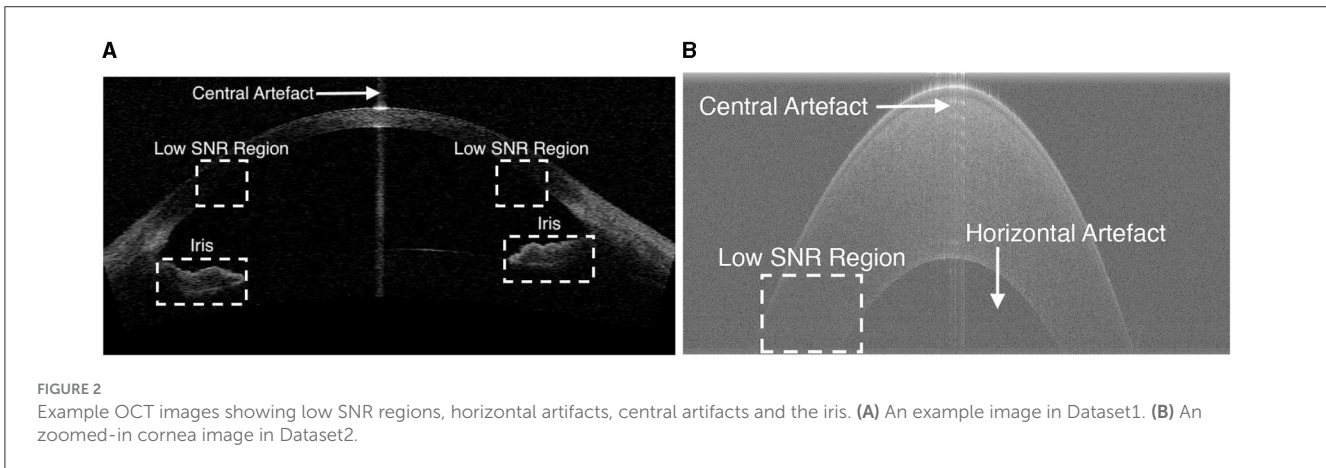 A
Central Artefact
Low SNR Region
Low SNR Region
Iris
Iris
B
Central Artefact
Horizontal Artefact
Low SNR Region
FIGURE 2
Example OCT images showing low SNR regions, horizontal artifacts, central artifacts and the iris. (A) An example image in Dataset1. (B) An
zoomed-in cornea image in Dataset2.